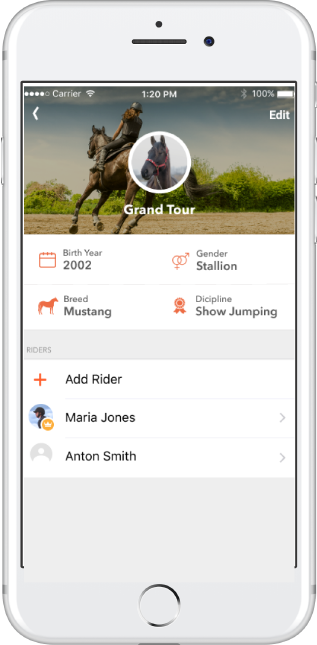 Carrier 1:20 PM 100%
Edit
Grand Tour
Birth Year Gender
2002 Stallion
Breed Dicipline
Mustang Show Jumping
RIDERS
Add Rider
Maria Jones
Anton Smith